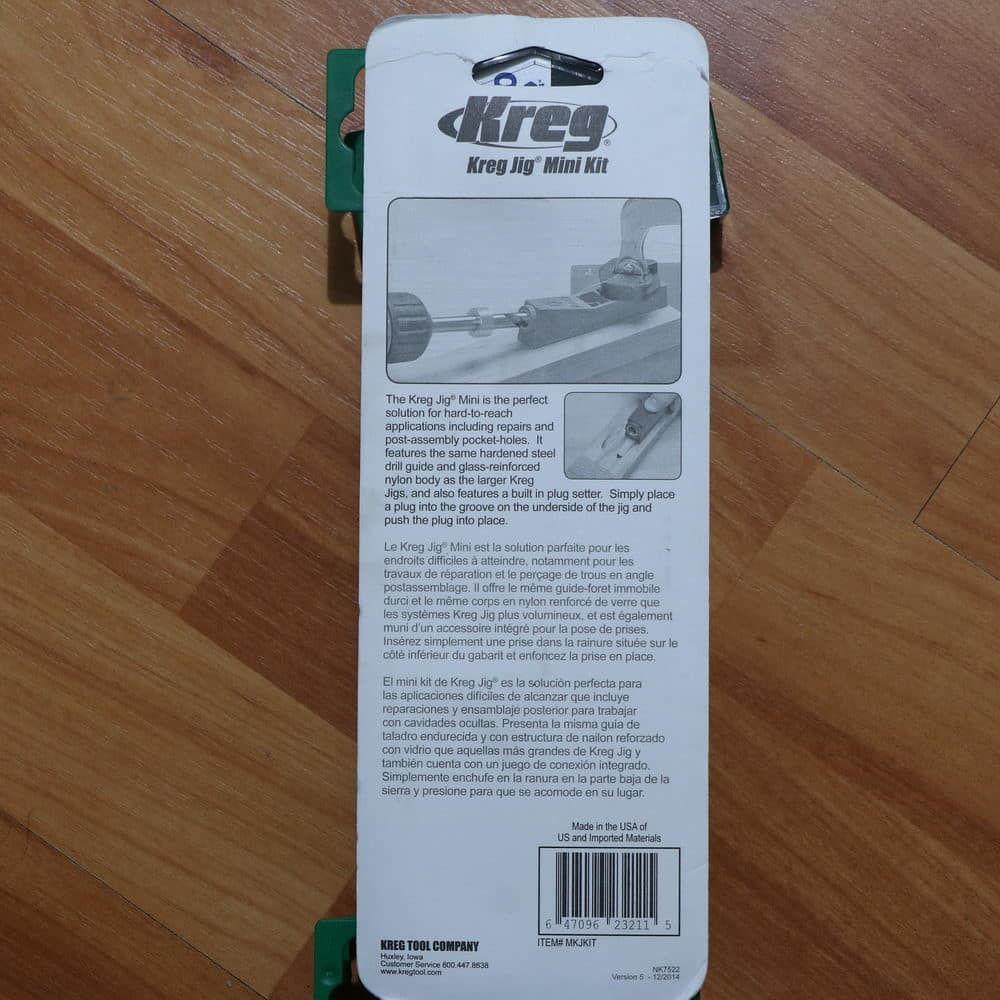 Kreg®
Kreg Jig® Mini Kit
The Kreg Jig® Mini is the perfect
solution for hard-to-reach
applications including repairs and
post-assembly pocket-holes. It
features the same hardened steel
drill guide and glass-reinforced
nylon body as the larger Kreg
Jigs, and also features a built in plug setter. Simply place
a plug into the groove on the underside of the jig and
push the plug into place.
Le Kreg Jig® Mini est la solution parfaite pour les
endroits difficiles à atteindre, notamment pour les
travaux de réparation et le perçage de trous en angle
postassemblage. Il offre le même guide-foret immobile
durci et le même corps en nylon renforcé de verre que
les systèmes Kreg Jig plus volumineux, et est également
muni d'un accessoire intégré pour la pose de prises.
Insérez simplement une prise dans la rainure située sur le
côté inférieur du gabarit et enfoncez la prise en place.
El mini kit de Kreg Jig® es la solución perfecta para
las aplicaciones difíciles de alcanzar que incluye
reparaciones y ensamblaje posterior para trabajar
con cavidades ocultas. Presenta la misma guía de
taladro endurecida y con estructura de nailon reforzado
con vidrio que aquellas más grandes de Kreg Jig y
también cuenta con un juego de conexión integrado.
Simplemente enchufe en la ranura en la parte baja de la
sierra y presione para que se acomode en su lugar.
Made in the USA of
US and Imported Materials
6 47096 23211 5
ITEM# MKJKIT
KREG TOOL COMPANY
Huxley, Iowa
Customer Service 800.447.8638
www.kregtool.com
NK7522
Version 5 - 12/2014